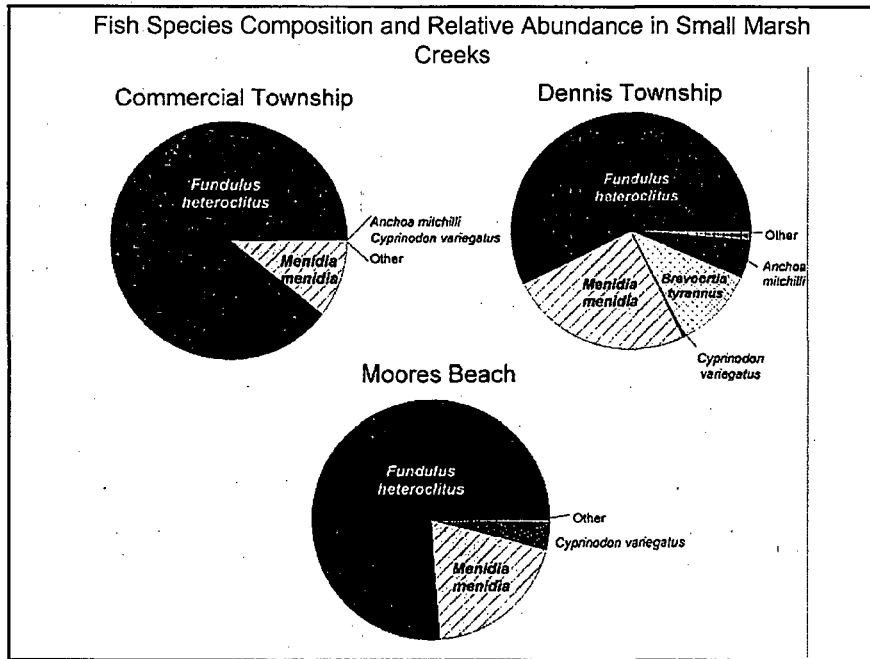 Fish Species Composition and Relative Abundance in Small Marsh
Creeks
Commercial Township
Fundulus
heteroclitus
Anchoa mitchilli
Cyprinodon variegatus
Other
Menidia
menidia
Dennis Township
Fundulus
heteroclitus
Other
Anchoa
mitchilli
Brevoortia
tyrannus
Menidia
menidia
Cyprinodon
variegatus
Moores Beach
Fundulus
heteroclitus
Other
Cyprinodon variegatus
Menidia
menidia